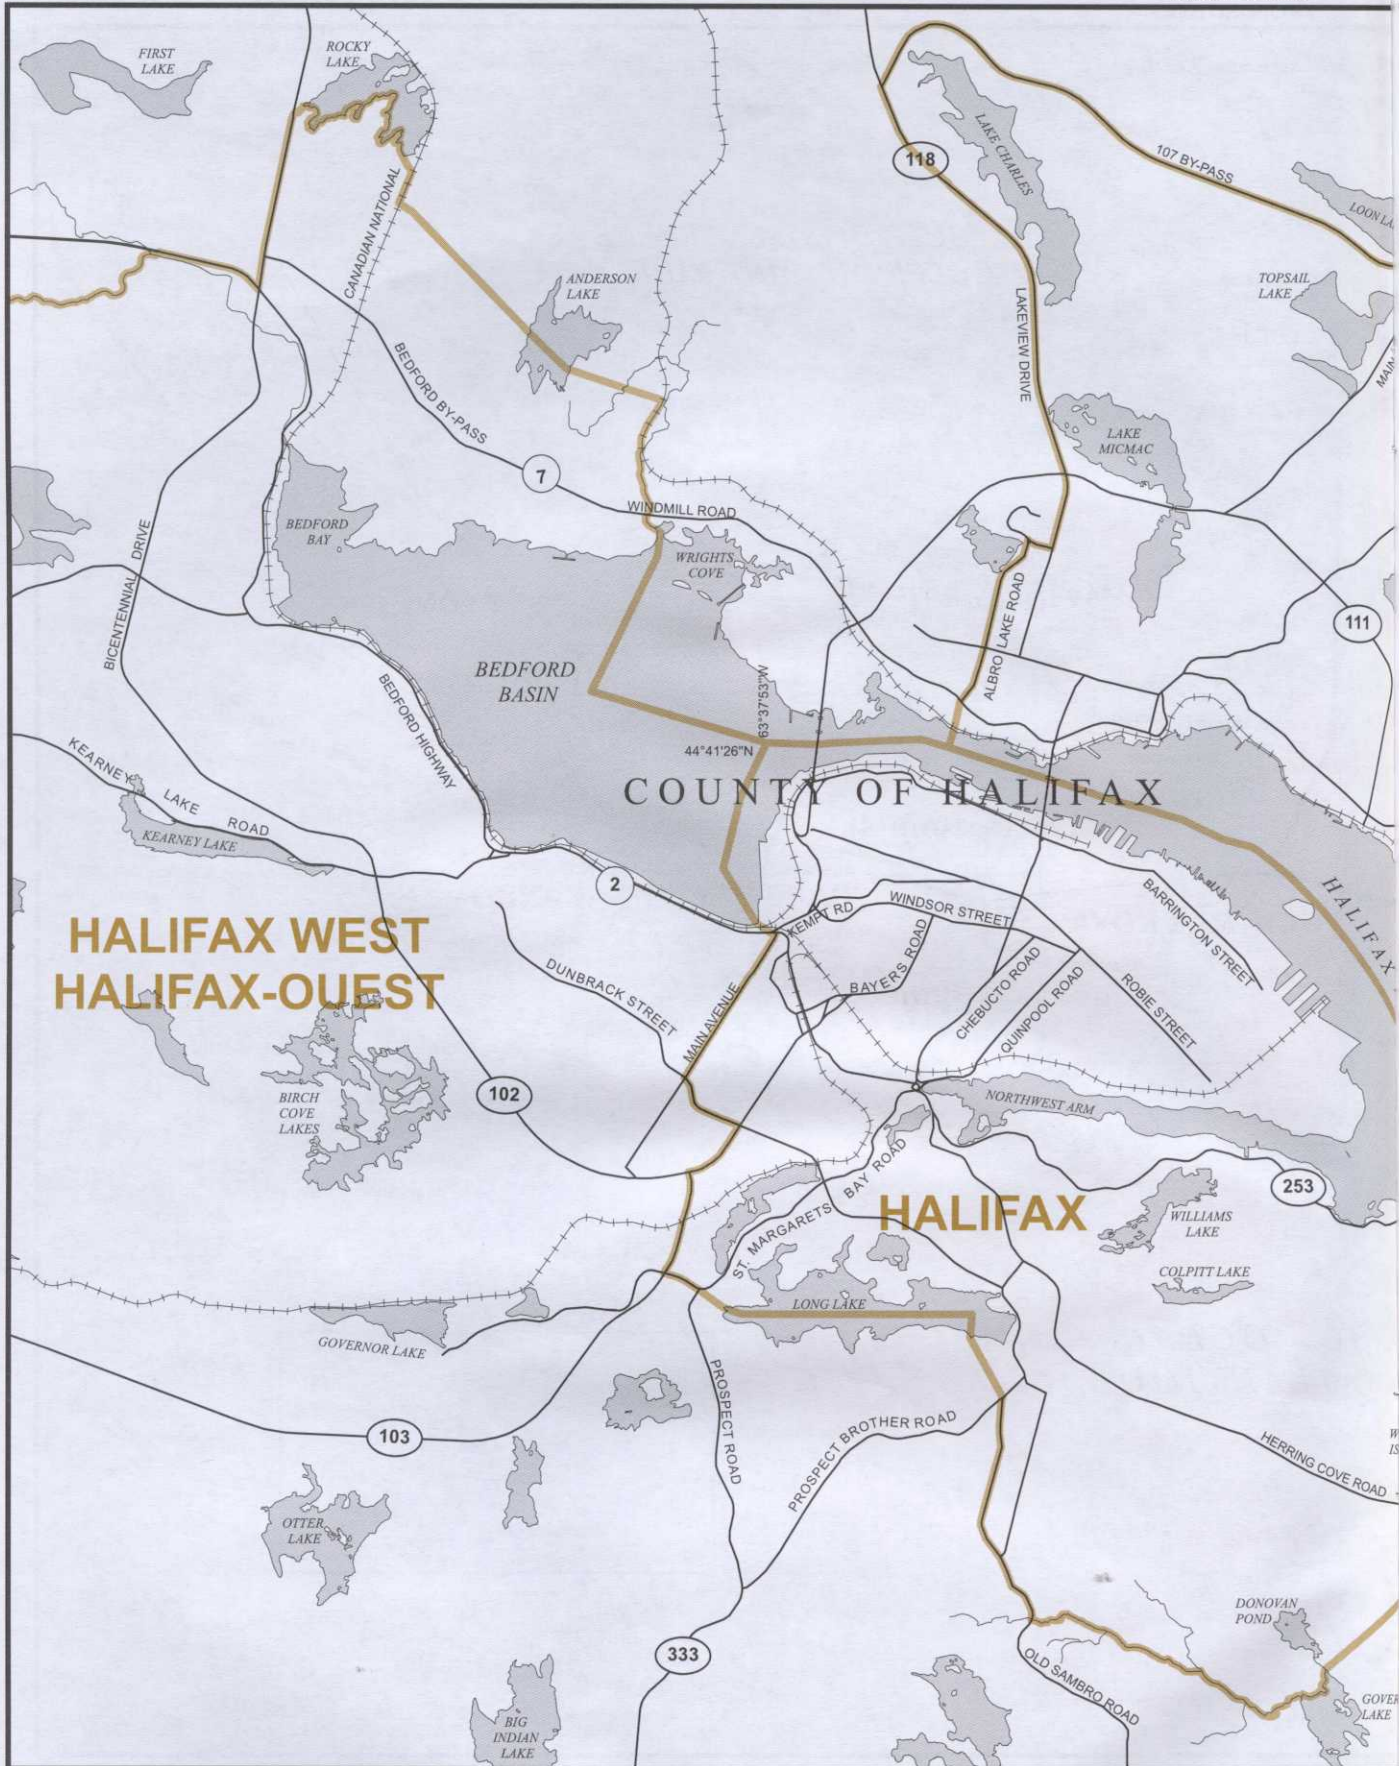 FIRST
LAKE
ROCKY
LAKE
LAKE CHARLES
118
107 BY-PASS
CANADIAN NATIONAL
ANDERSON
LAKE
TOPSAIL
LAKE
LAKEVIEW DRIVE
BEDFORD BY-PASS
LAKE
MICMAC
7
WINDMILL ROAD
BEDFORD
BAY
WRIGHTS
COVE
BICENTENNIAL DRIVE
ALBRO LAKE ROAD
111
BEDFORD
BASIN
63°37'53"W
44°41'26"N
BEDFORD HIGHWAY
KEARNEY LAKE ROAD
KEARNEY LAKE
COUNTY OF HALIFAX
2
HALIFAX
BARRINGTON STREET
KEMPT RD
WINDSOR STREET
HALIFAX WEST
HALIFAX-OUEST
DUNBRACK STREET
BAYERS ROAD
CHEBUCTO ROAD
QUINPOOL ROAD
ROBIE STREET
MAIN AVENUE
102
BIRCH
COVE
LAKES
NORTHWEST ARM
ST. MARGARETS BAY ROAD
HALIFAX
253
WILLIAMS
LAKE
COLPITT LAKE
LONG LAKE
GOVERNOR LAKE
PROSPECT ROAD
PROSPECT BROTHER ROAD
103
HERRING COVE ROAD
OTTER
LAKE
DONOVAN
POND
333
OLD SAMBRO ROAD
BIG
INDIAN
LAKE
LAKE